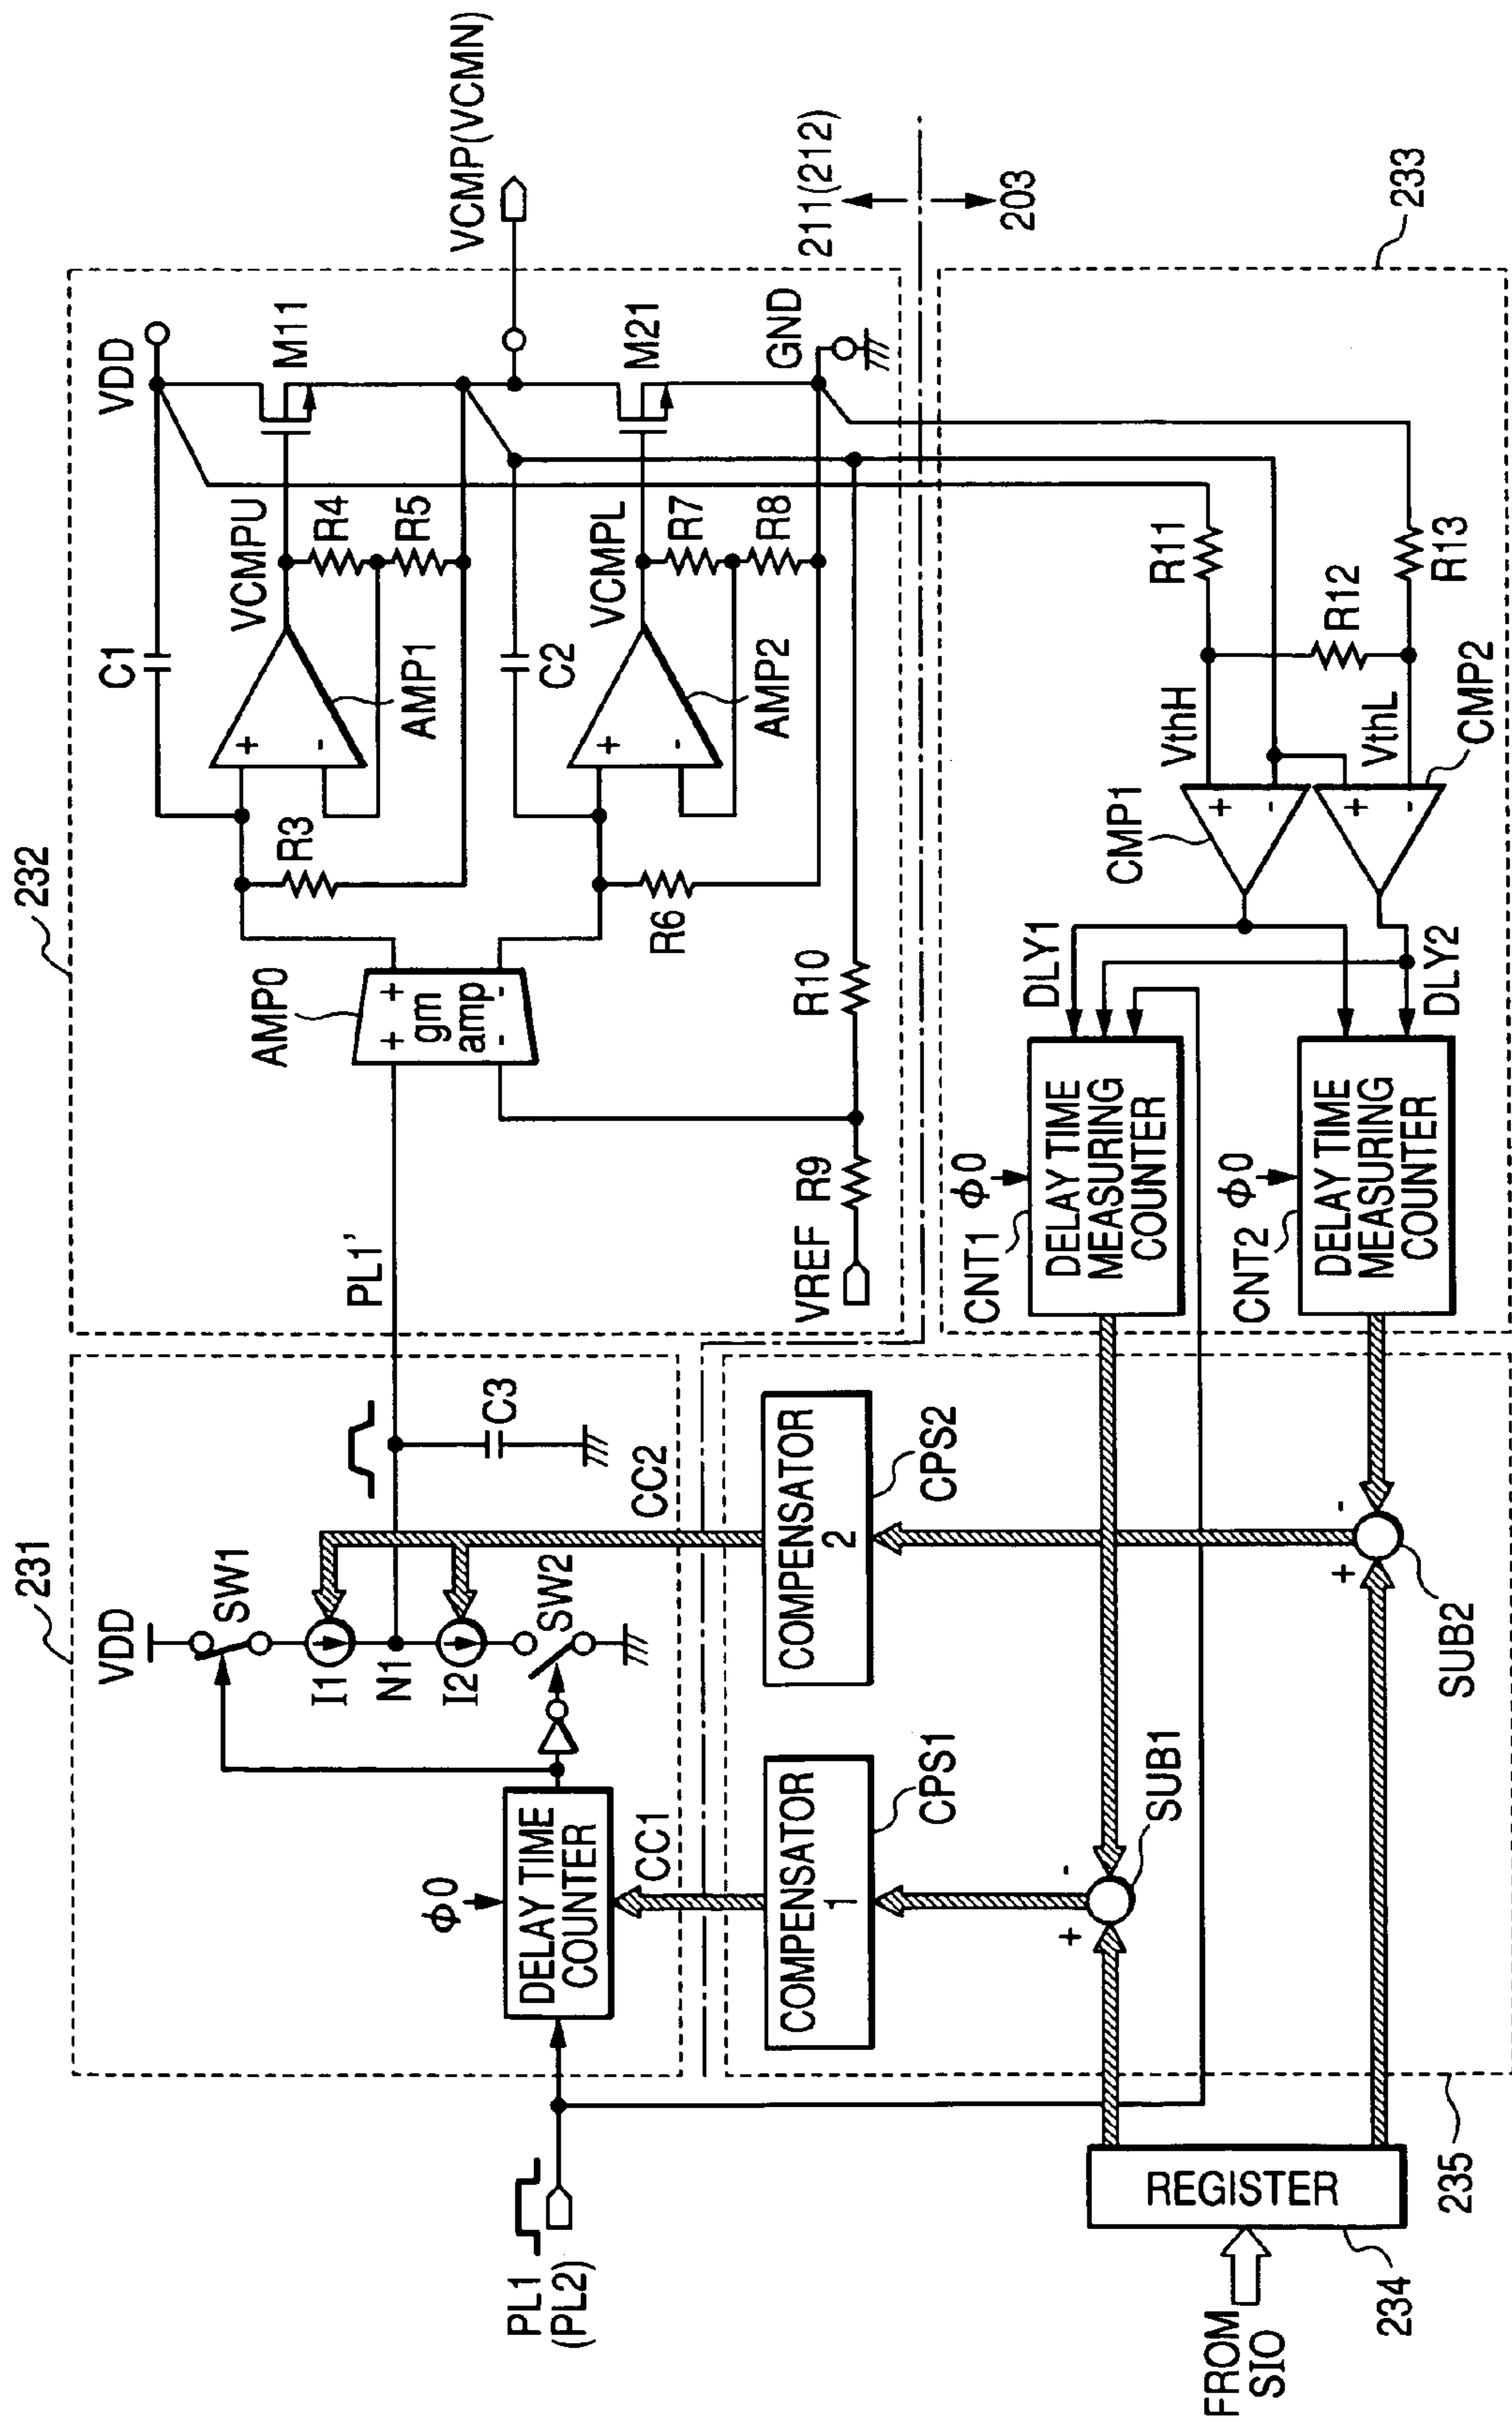 231
VDD
SW1
I1
N1
I2
SW2
PL1'
C3
CC2
φ0
DELAY TIME
COUNTER
CC1
PL1
(PL2)
232
AMP0
+
+
gm
amp
-
-
R3
C1
+
-
AMP1
VCMPU
R4
R5
VDD
M11
VCMP(VCMN)
R6
C2
+
-
AMP2
VCMPL
R7
R8
M21
GND
VREF
R9
R10
211(212)
203
COMPENSATOR
1
CPS1
COMPENSATOR
2
CPS2
+
-
SUB1
+
-
SUB2
REGISTER
FROM
SIO
234
235
CNT1
φ0
DELAY TIME
MEASURING
COUNTER
CNT2
φ0
DELAY TIME
MEASURING
COUNTER
DLY1
DLY2
CMP1
+
-
+
-
CMP2
VthH
VthL
R11
R12
R13
233